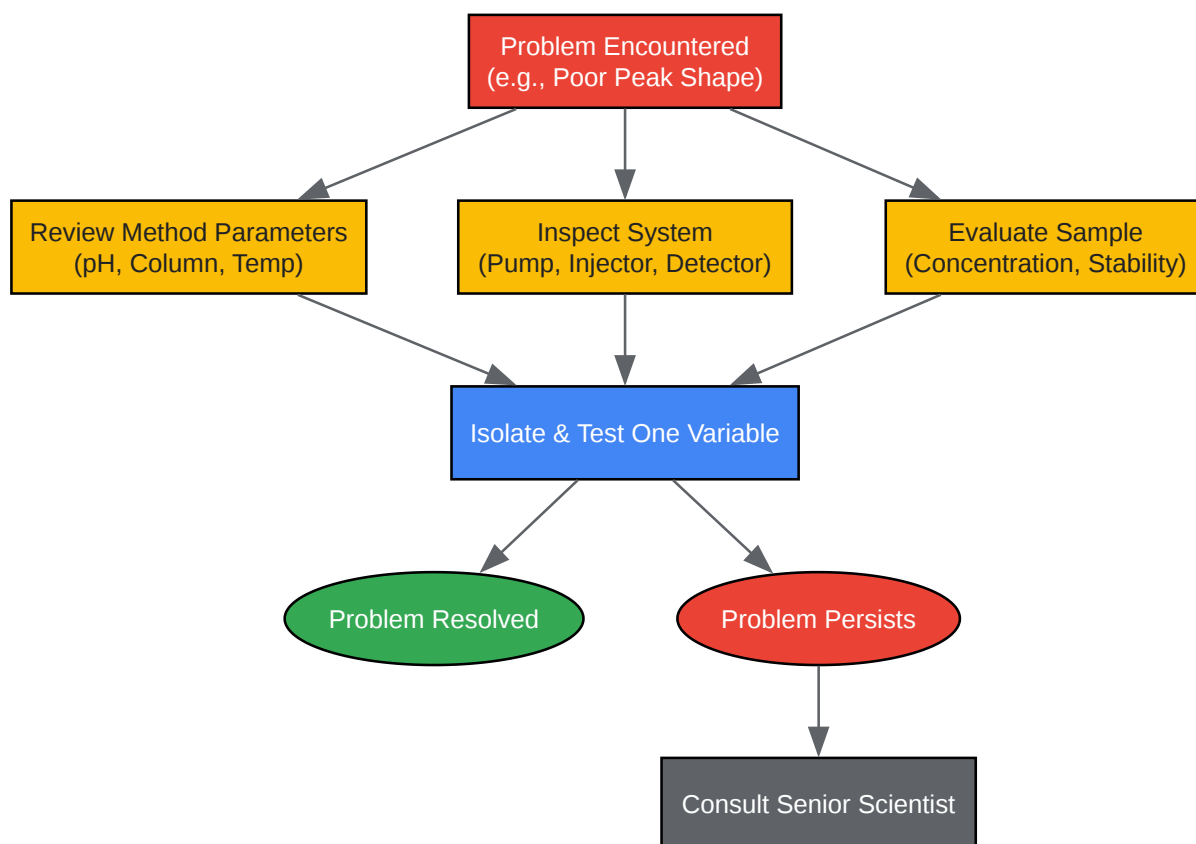 Problem Encountered
(e.g., Poor Peak Shape)
Review Method Parameters
(pH, Column, Temp)
Inspect System
(Pump, Injector, Detector)
Evaluate Sample
(Concentration, Stability)
Isolate & Test One Variable
Problem Resolved
Problem Persists
Consult Senior Scientist